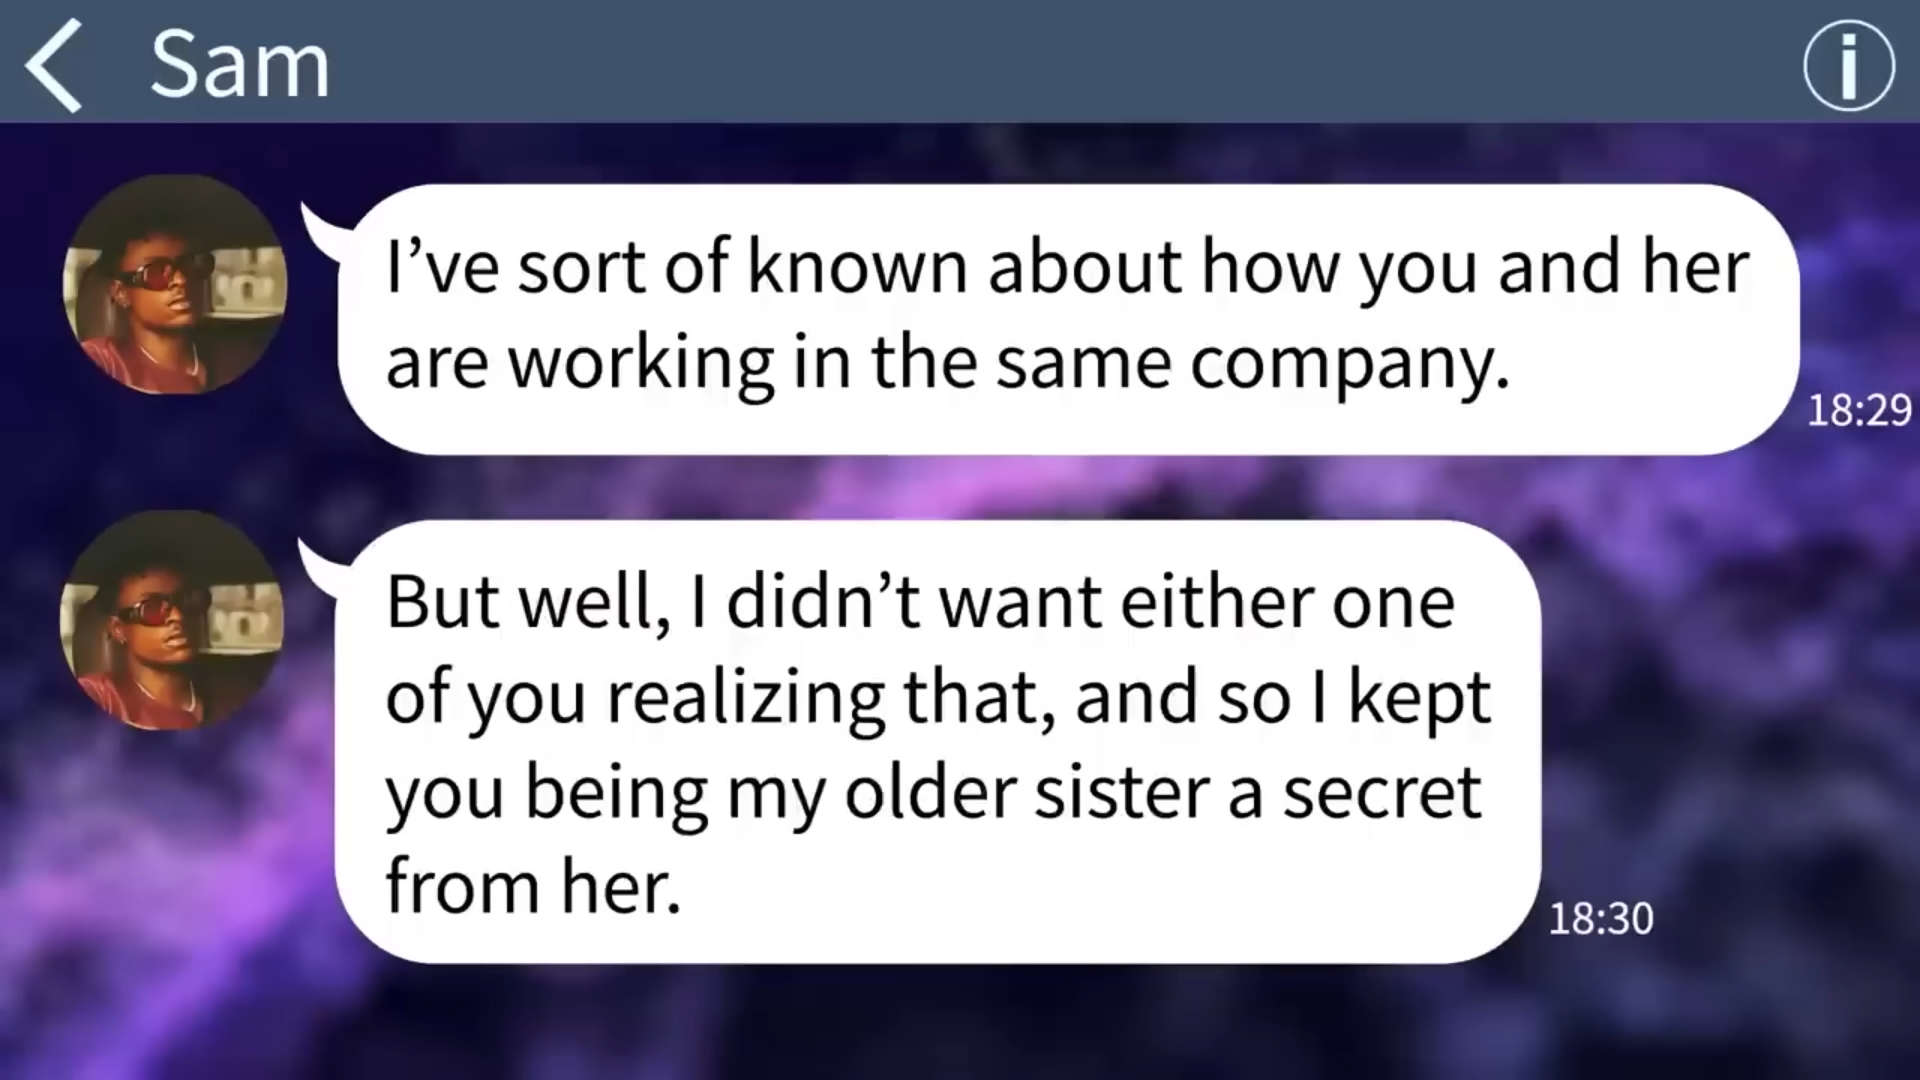 Sam
I’ve sort of known about how you and her
are working in the same company.
18:29
But well, I didn’t want either one
of you realizing that, and so I kept
you being my older sister a secret
from her.
18:30